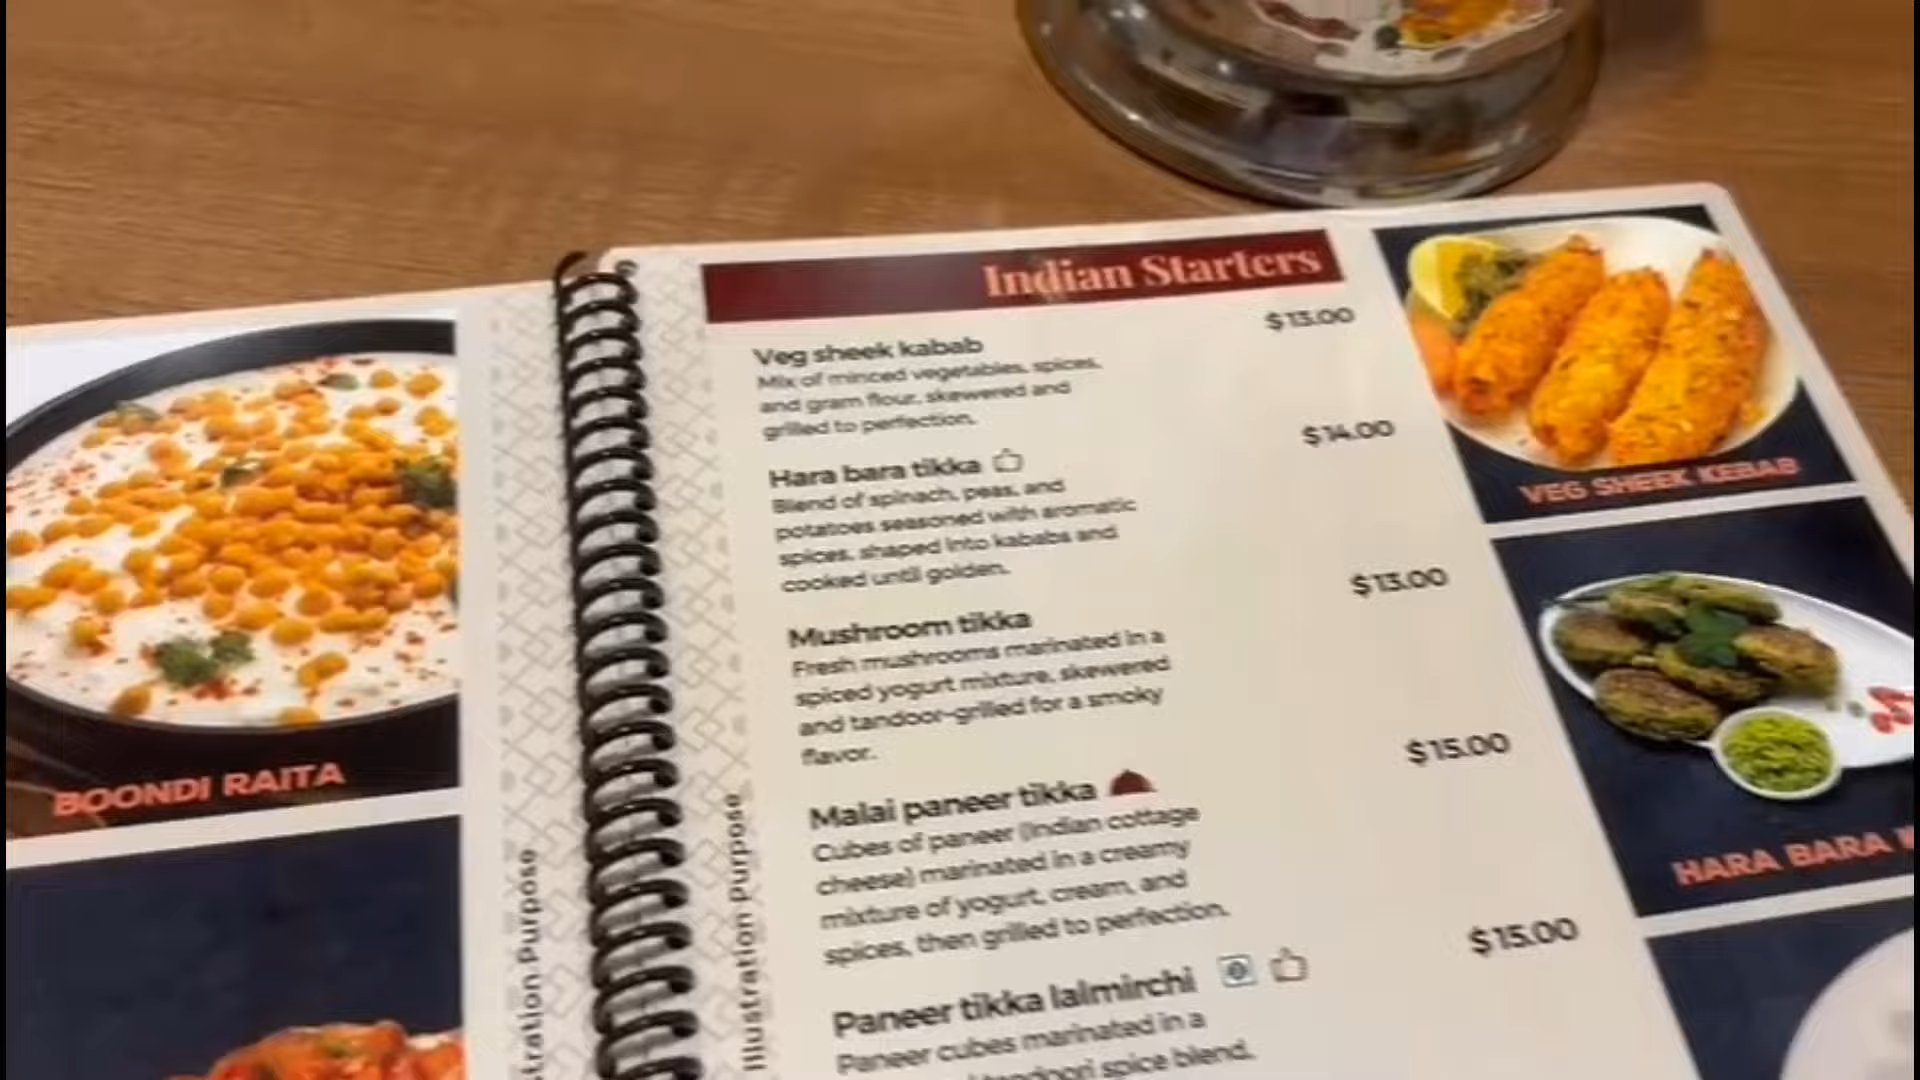 Indian Starters
Veg sheek kabab
$13.00
Mix of minced vegetables, spices,
and gram flour, skewered and
grilled to perfection.
Hara bara tikka
$14.00
Blend of spinach, peas, and
potatoes seasoned with aromatic
spices, shaped into kababs and
cooked until golden.
Mushroom tikka
$13.00
Fresh mushrooms marinated in a
spiced yogurt mixture, skewered
and tandoor-grilled for a smoky
flavor.
Malai paneer tikka
$15.00
Cubes of paneer (Indian cottage
cheese) marinated in a creamy
mixture of yogurt, cream, and
spices, then grilled to perfection.
Paneer tikka lalmirchi
$15.00
Paneer cubes marinated in a
tandoori spice blend,
VEG SHEEK KEBAB
HARA BARA
BOONDI RAITA
Purpose
Illustration Purpose